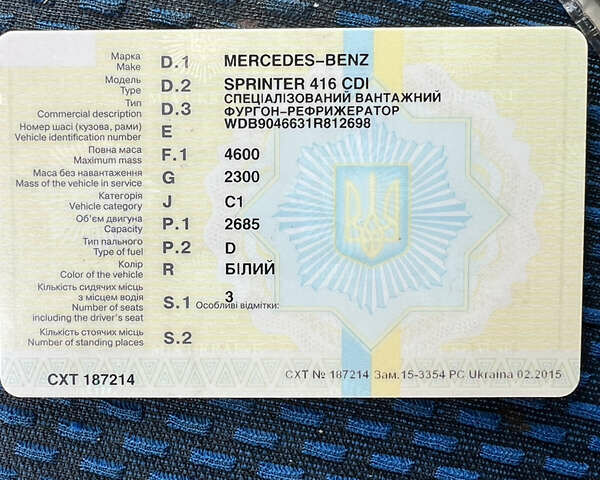 Марка D.1 MERCEDES-BENZ
Make
Модель D.2 SPRINTER 416 CDI
Type
Тип D.3 СПЕЦІАЛІЗОВАНИЙ ВАНТАЖНИЙ
Commercial description ФУРГОН-РЕФРИЖЕРАТОР
Номер шасі (кузова, рами) E WDB9046631R812698
Vehicle identification number
Повна маса F.1 4600
Maximum mass
Маса без навантаження G 2300
Mass of the vehicle in service
Категорія J C1
Vehicle category
Об'єм двигуна P.1 2685
Capacity
Тип пального P.2 D
Type of fuel
Колір R БІЛИЙ
Color of the vehicle
Кількість сидячих місць
з місцем водія S.1 3
Number of seats Особливі відмітки:
including the driver's seat
Кількість стоячих місць S.2
Number of standing places
СХТ 187214
СХТ № 187214 Зам.15-3354 PC Ukraina 02.2015